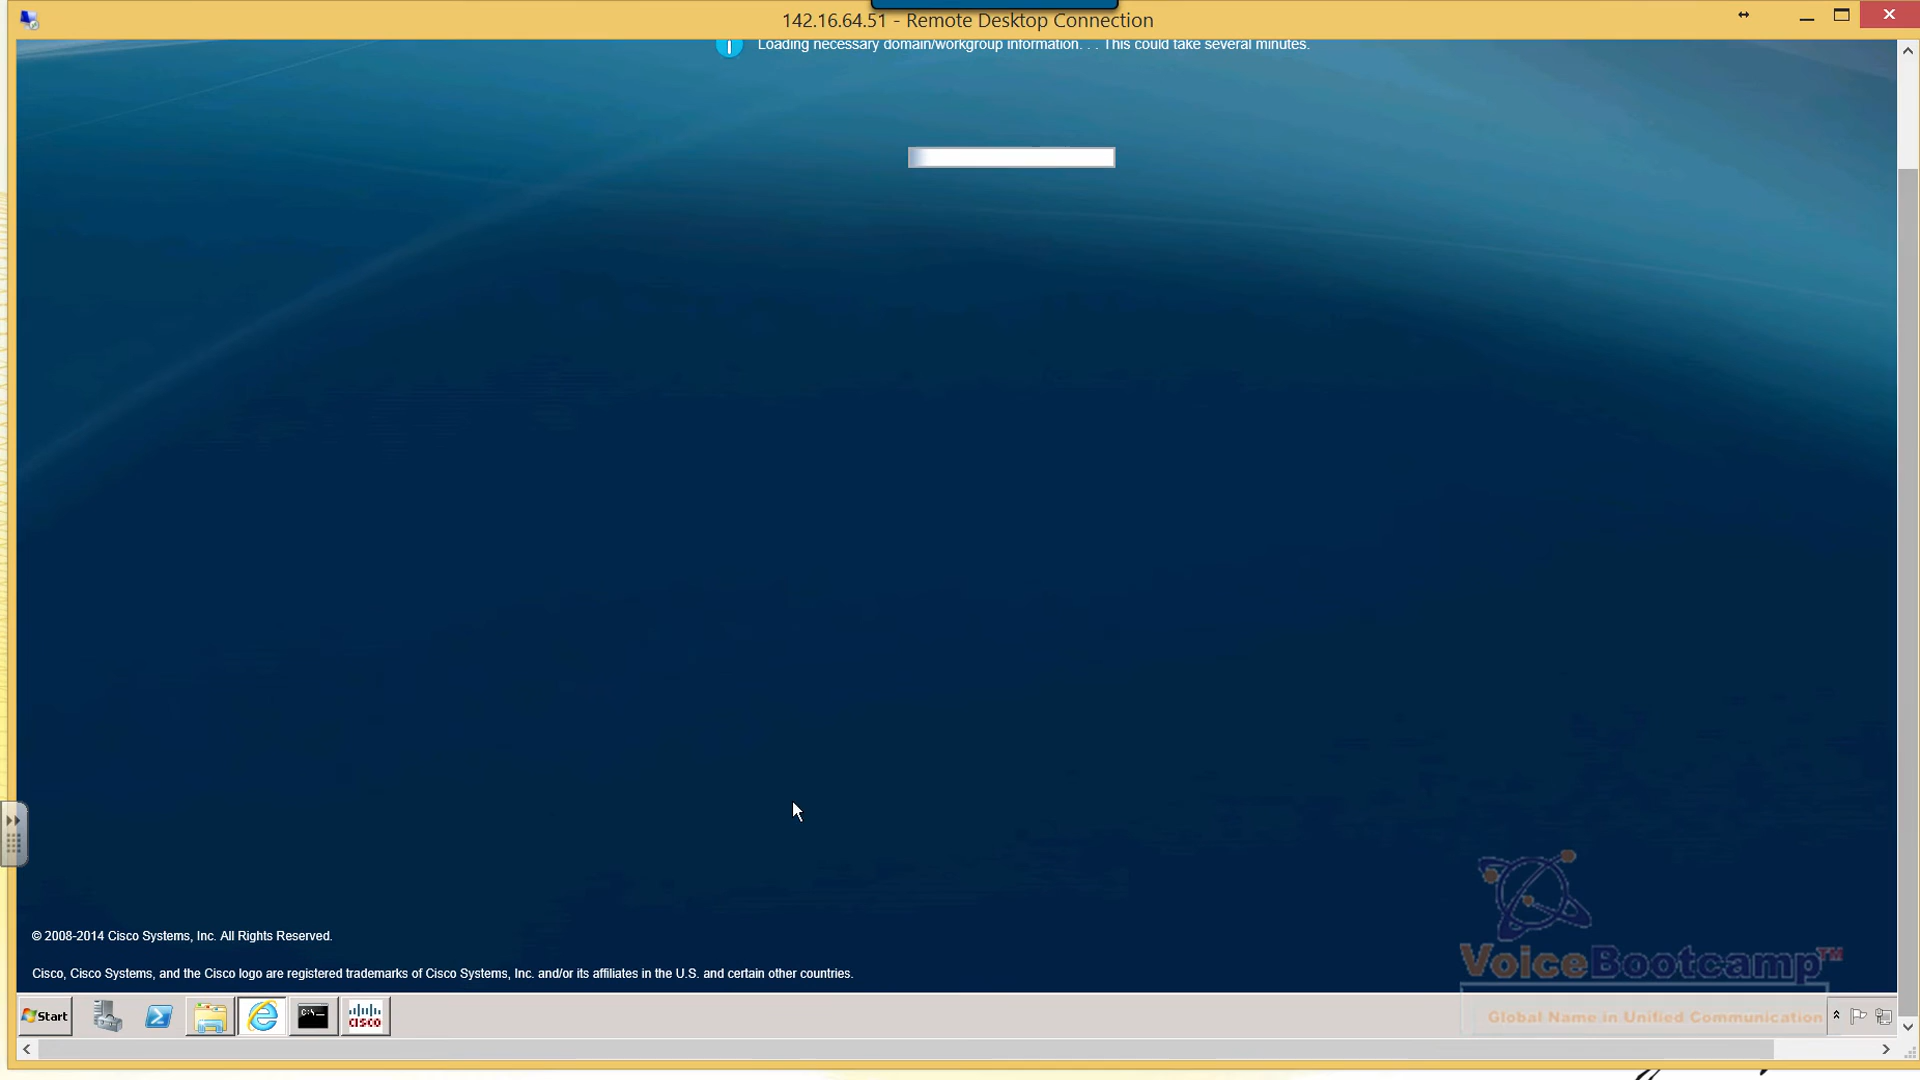 142.16.64.51 - Remote Desktop Connection
Loading necessary domain/workgroup information. . . This could take several minutes.
© 2008-2014 Cisco Systems, Inc. All Rights Reserved.
Cisco, Cisco Systems, and the Cisco logo are registered trademarks of Cisco Systems, Inc. and/or its affiliates in the U.S. and certain other countries.
VoiceBootcamp™
Start
C:\_
CISCO
Global Name in Unified Communication